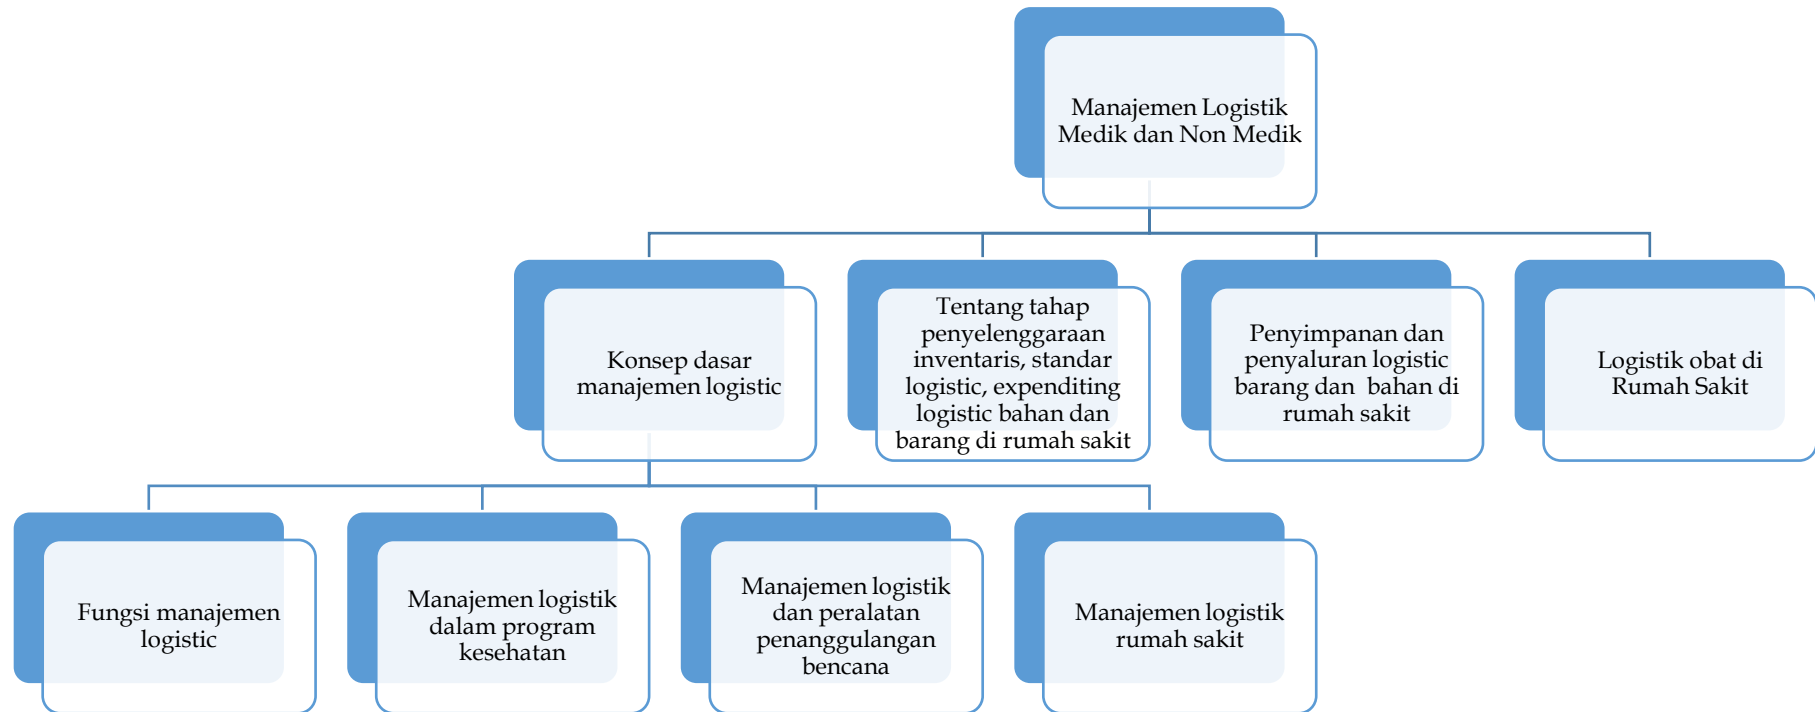 Manajemen Logistik
Medik dan Non Medik
Konsep dasar
manajemen logistic
Tentang tahap
penyelenggaraan
inventaris, standar
logistic, expenditing
logistic bahan dan
barang di rumah sakit
Penyimpanan dan
penyaluran logistic
barang dan bahan di
rumah sakit
Logistik obat di
Rumah Sakit
Fungsi manajemen
logistic
Manajemen logistik
dalam program
kesehatan
Manajemen logistik
dan peralatan
penanggulangan
bencana
Manajemen logistik
rumah sakit